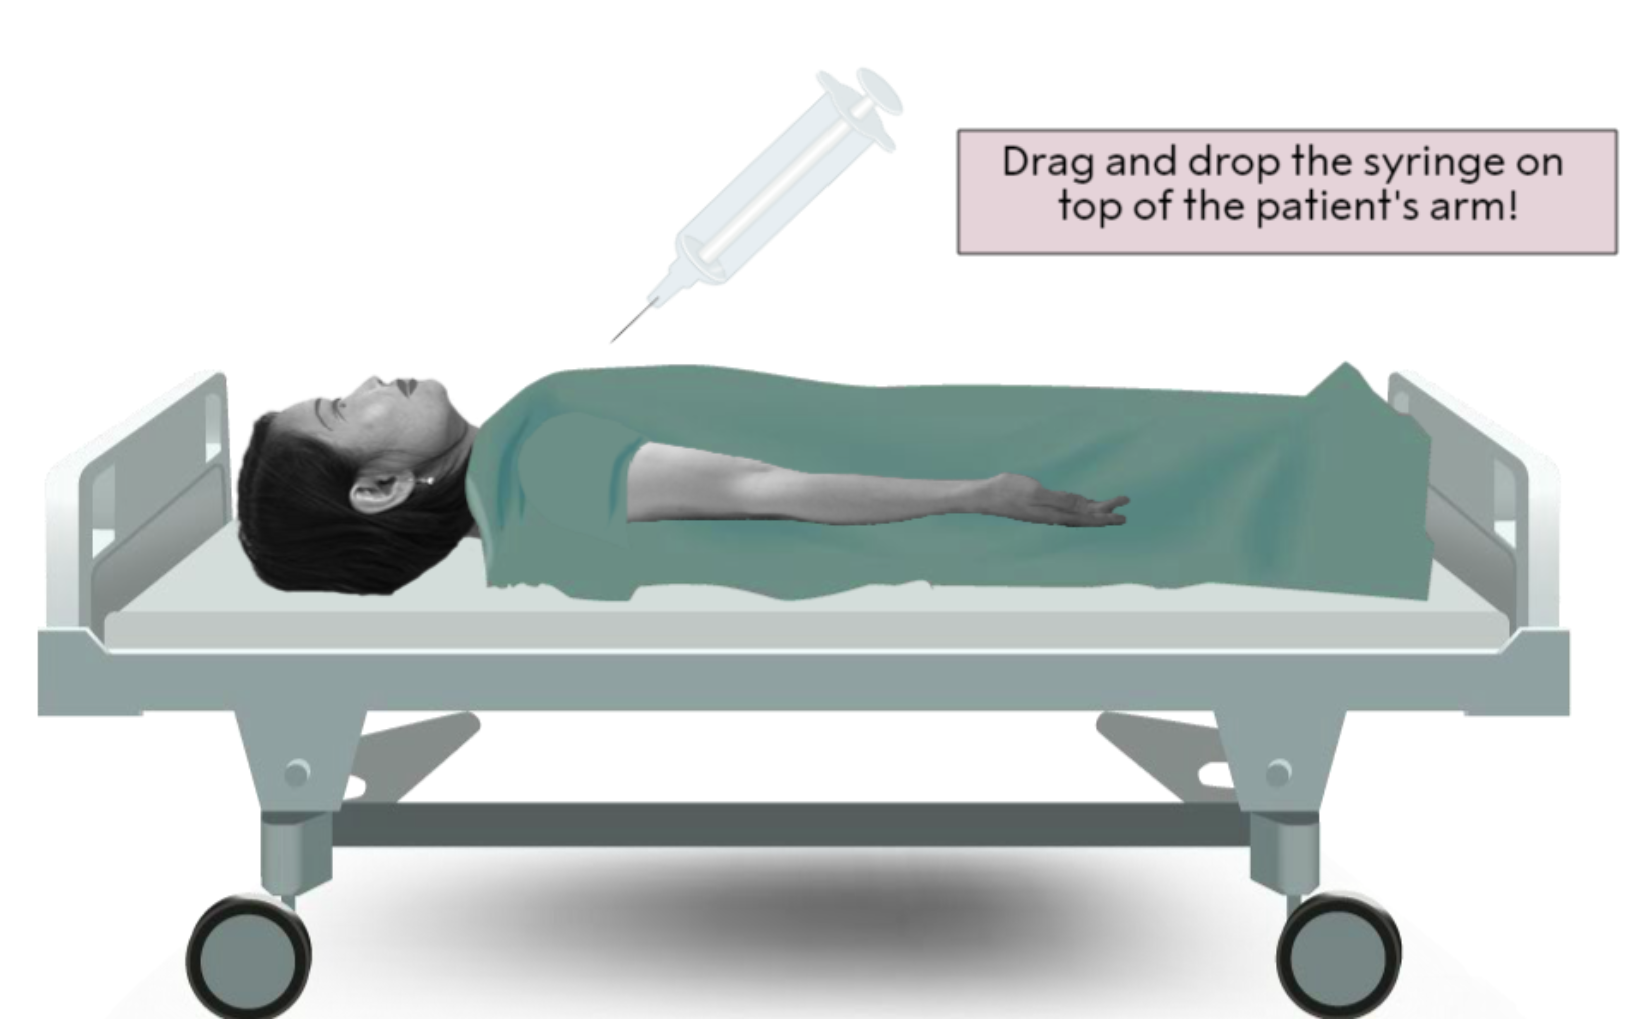 Drag and drop the syringe on
top of the patient's arm!